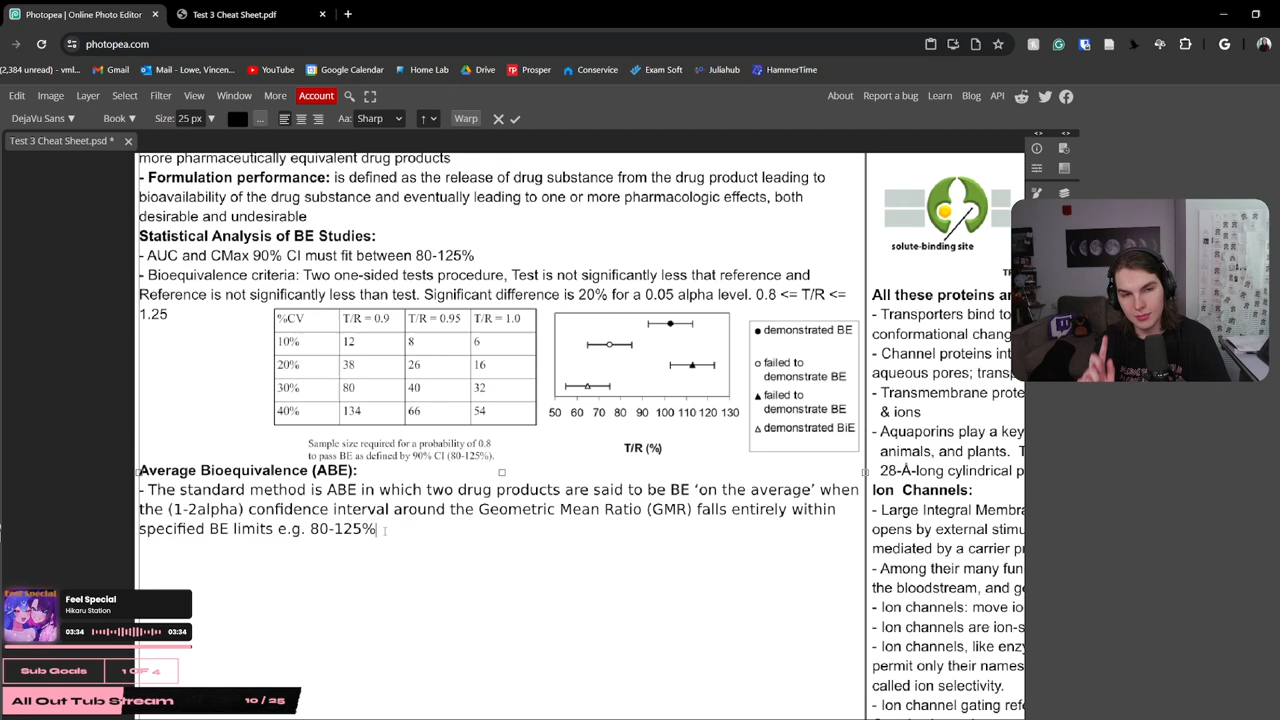 Photopea | Online Photo Editor
Test 3 Cheat Sheet.pdf
photopea.com
(2,384 unread) - vml...
Gmail
Mail - Lowe, Vincen...
YouTube
Google Calendar
Home Lab
Drive
Prosper
Conservice
Exam Soft
Juliahub
HammerTime
Edit
Image
Layer
Select
Filter
View
Window
More
Account
About
Report a bug
Learn
Blog
API
DejaVu Sans
Book
Size: 25 px
...
Aa: Sharp
Warp
Test 3 Cheat Sheet.psd *
more pharmaceutically equivalent drug products
- Formulation performance: is defined as the release of drug substance from the drug product leading to
bioavailability of the drug substance and eventually leading to one or more pharmacologic effects, both
desirable and undesirable
Statistical Analysis of BE Studies:
- AUC and CMax 90% CI must fit between 80-125%
- Bioequivalence criteria: Two one-sided tests procedure, Test is not significantly less that reference and
Reference is not significantly less than test. Significant difference is 20% for a 0.05 alpha level. 0.8 <= T/R <=
1.25
%CV T/R = 0.9 T/R = 0.95 T/R = 1.0
10% 12 8 6
20% 38 26 16
30% 80 40 32
40% 134 66 54
Sample size required for a probability of 0.8
to pass BE as defined by 90% CI (80-125%).
50 60 70 80 90 100 110 120 130
T/R (%)
demonstrated BE
failed to
demonstrate BE
failed to
demonstrate BE
demonstrated BiE
Average Bioequivalence (ABE):
- The standard method is ABE in which two drug products are said to be BE ‘on the average’ when
the (1-2alpha) confidence interval around the Geometric Mean Ratio (GMR) falls entirely within
specified BE limits e.g. 80-125%
solute-binding site
All these proteins ar
- Transporters bind to
conformational chang
- Channel proteins int
aqueous pores; transp
- Transmembrane prote
& ions
- Aquaporins play a key
animals, and plants. T
28-Å-long cylindrical p
Ion Channels:
- Large Integral Membra
opens by external stimu
mediated by a carrier pr
- Among their many fun
the bloodstream, and ge
- Ion channels: move io
- Ion channels are ion-s
- Ion channels, like enzy
permit only their names
called ion selectivity.
- Ion channel gating refe
Feel Special
Feel Special
Hikaru Station
03:34
03:34
Sub Goals
1 OF 4
All Out Tub Stream
10 / 25